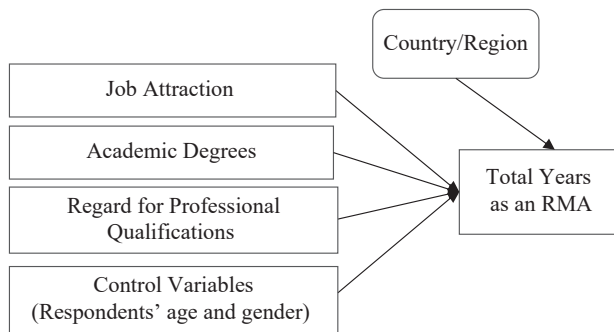 Country/Region
Job Attraction
Academic Degrees
Regard for Professional
Qualifications
Control Variables
(Respondents’ age and gender)
Total Years
as an RMA